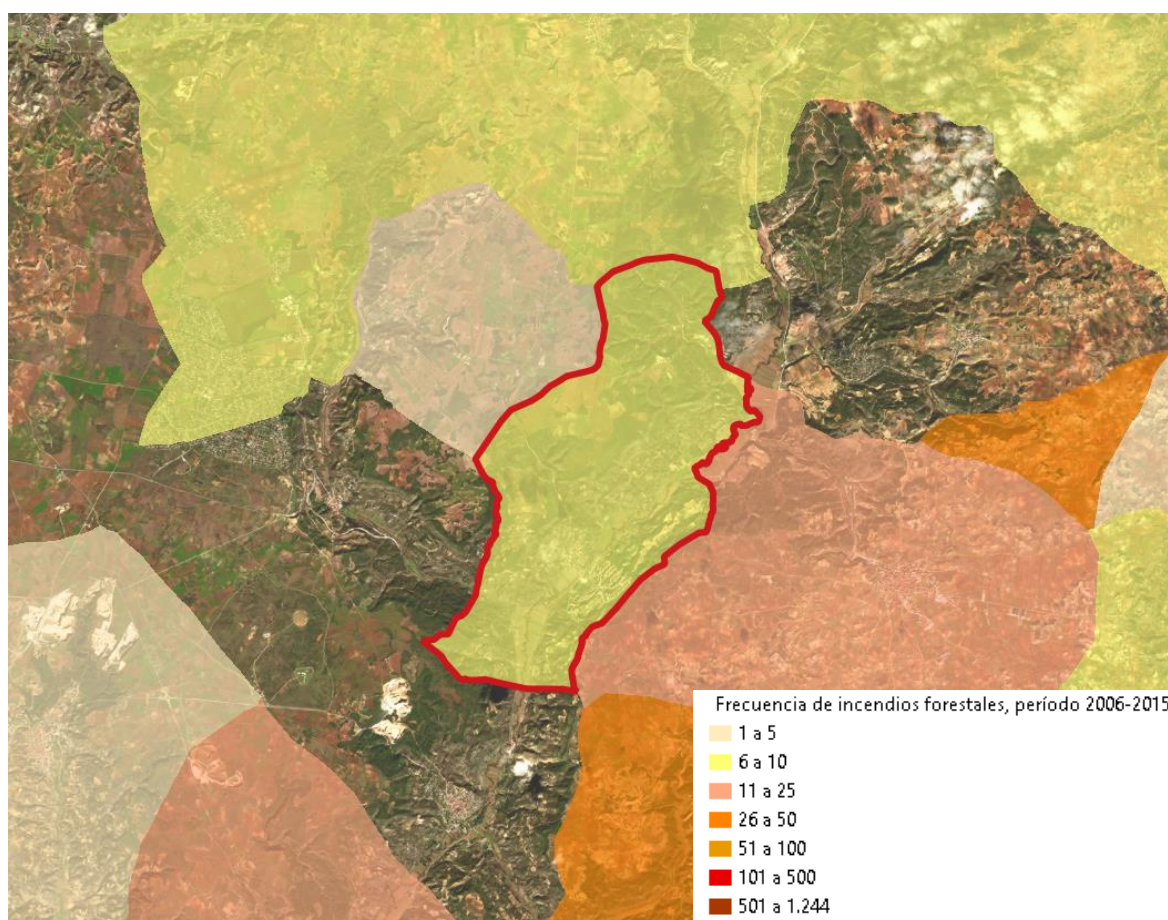 Frecuencia de incendios forestales, período 2006-2015
1 a 5
6 a 10
11 a 25
26 a 50
51 a 100
101 a 500
501 a 1.244